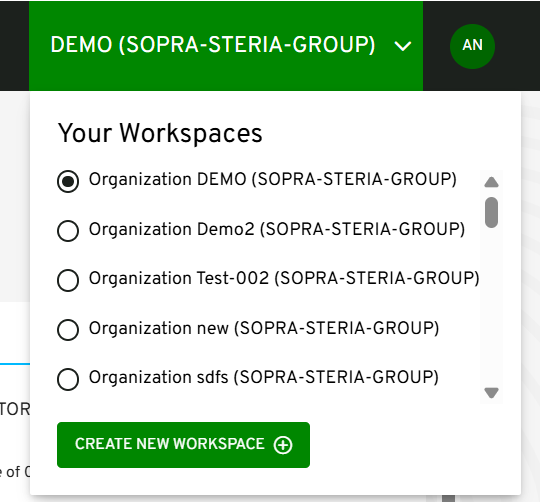 DEMO (SOPRA-STERIA-GROUP)
AN
Your Workspaces
Organization DEMO (SOPRA-STERIA-GROUP)
Organization Demo2 (SOPRA-STERIA-GROUP)
Organization Test-002 (SOPRA-STERIA-GROUP)
Organization new (SOPRA-STERIA-GROUP)
Organization sdfs (SOPRA-STERIA-GROUP)
TOR
CREATE NEW WORKSPACE
e of